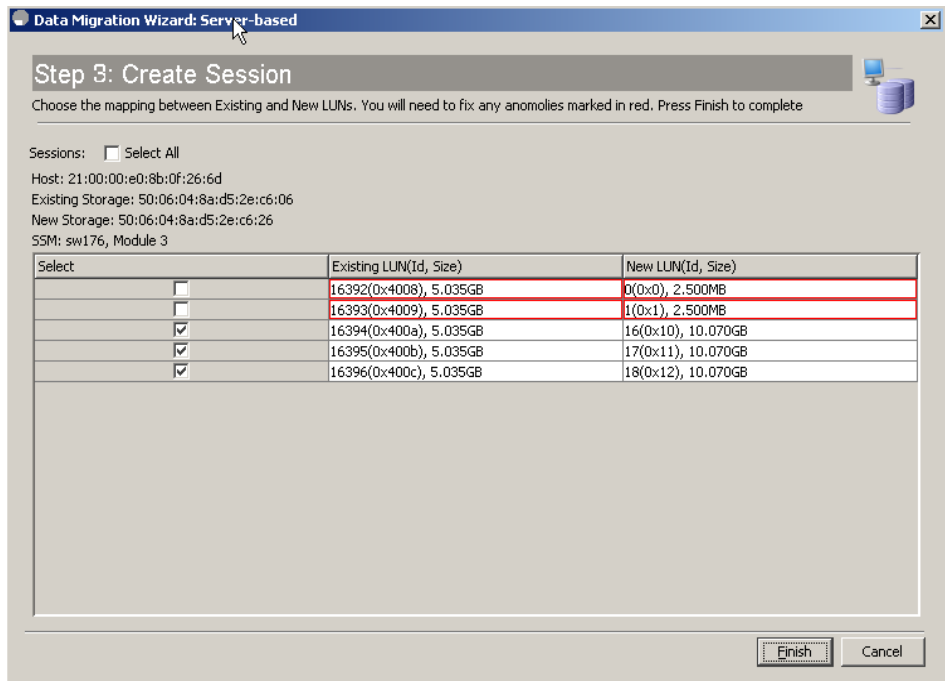 Data Migration Wizard: Server-based
Step 3: Create Session
Choose the mapping between Existing and New LUNs. You will need to fix any anomolies marked in red. Press Finish to complete
Sessions: Select All
Host: 21:00:00:e0:8b:0f:26:6d
Existing Storage: 50:06:04:8a:d5:2e:c6:06
New Storage: 50:06:04:8a:d5:2e:c6:26
SSM: sw176, Module 3
Select Existing LUN(Id, Size) New LUN(Id, Size)
16392(0x4008), 5.035GB 0(0x0), 2.500MB
16393(0x4009), 5.035GB 1(0x1), 2.500MB
16394(0x400a), 5.035GB 16(0x10), 10.070GB
16395(0x400b), 5.035GB 17(0x11), 10.070GB
16396(0x400c), 5.035GB 18(0x12), 10.070GB
Finish Cancel